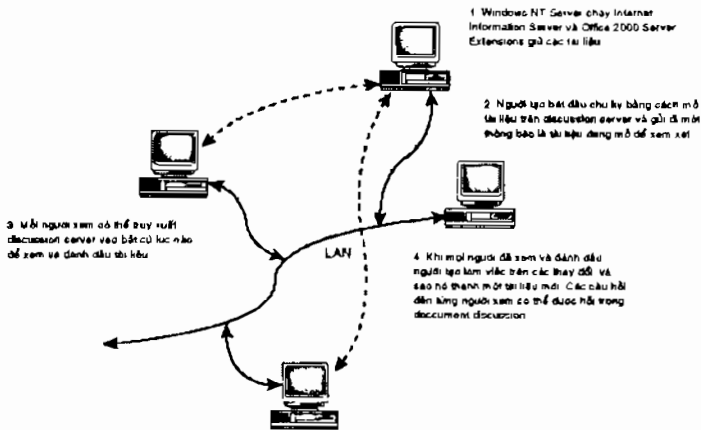 1 Windows NT Server chạy Internet
Information Server và Office 2000 Server
Extensions giữ các tài liệu
2 Người tạo bắt đầu chu kỳ bằng cách mở
tài liệu trên discussion server và gửi đi một
thông báo là tài liệu đang mở để xem xét
3 Mỗi người xem có thể truy xuất
discussion server vào bất cứ lúc nào
để xem và đánh dấu tài liệu
LAN
4 Khi mọi người đã xem và đánh dấu
người tạo làm việc trên các thay đổi và
sao nó thành một tài liệu mới Các câu hỏi
đến từng người xem có thể được hỏi trong
doccument discussion